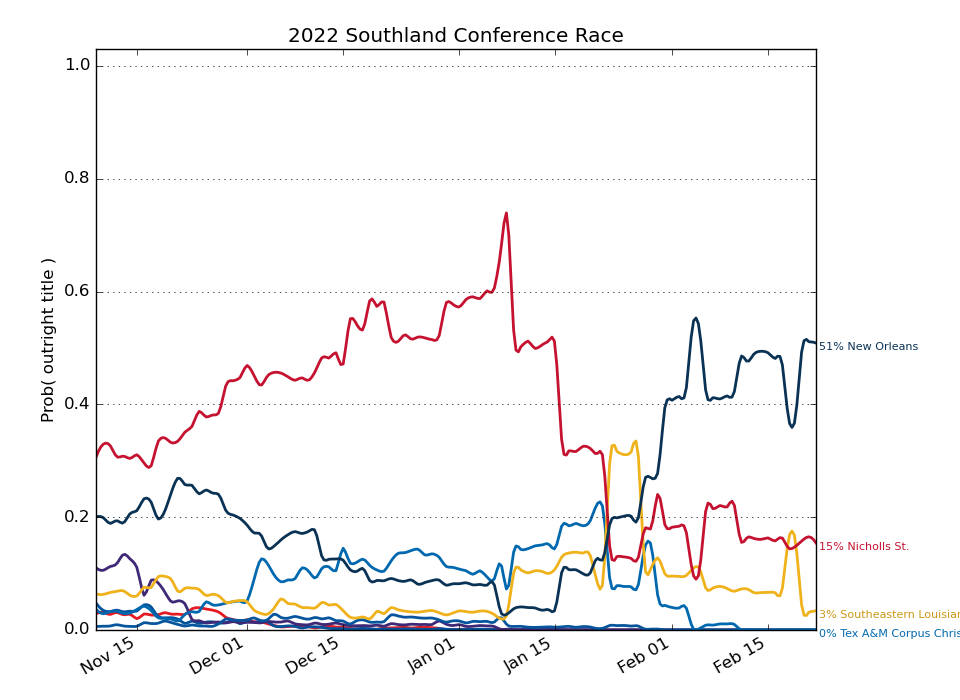 2022 Southland Conference Race
Prob( outright title )
1.0
0.8
0.6
0.4
0.2
0.0
51% New Orleans
15% Nicholls St.
3% Southeastern Louisian
0% Tex A&M Corpus Chris
Nov 15
Dec 01
Dec 15
Jan 01
Jan 15
Feb 01
Feb 15